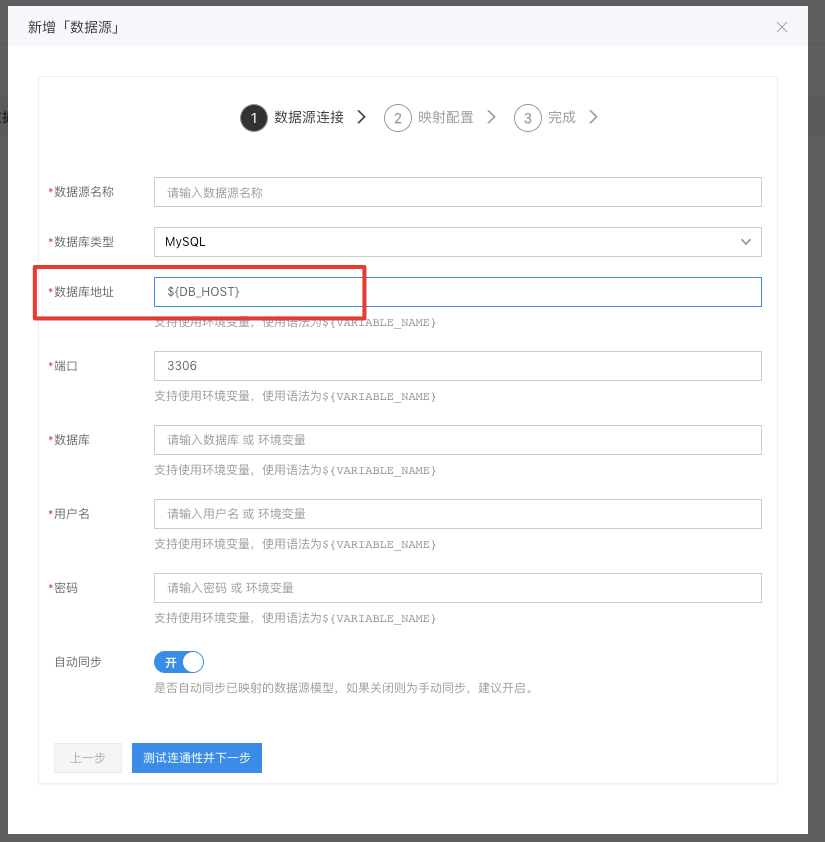 新增「数据源」
1 数据源连接 2 映射配置 3 完成
*数据源名称 请输入数据源名称
*数据库类型 MySQL
*数据库地址 ${DB_HOST}
支持使用环境变量，使用语法为${VARIABLE_NAME}
*端口 3306
支持使用环境变量，使用语法为${VARIABLE_NAME}
*数据库 请输入数据库 或 环境变量
支持使用环境变量，使用语法为${VARIABLE_NAME}
*用户名 请输入用户名 或 环境变量
支持使用环境变量，使用语法为${VARIABLE_NAME}
*密码 请输入密码 或 环境变量
支持使用环境变量，使用语法为${VARIABLE_NAME}
自动同步 开
是否自动同步已映射的数据源模型，如果关闭则为手动同步，建议开启。
上一步 测试连通性并下一步